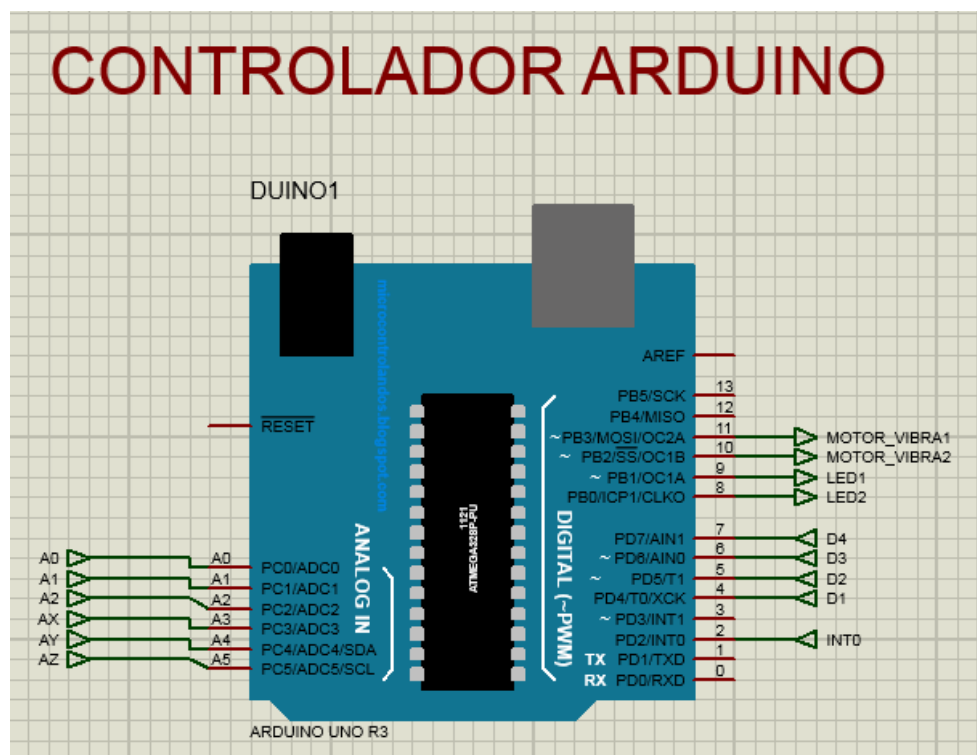 CONTROLADOR ARDUINO
DUINO1
microcontrolandos.blogspot.com
AREF
RESET
PB5/SCK 13
PB4/MISO 12
~PB3/MOSI/OC2A 11 MOTOR_VIBRA1
~ PB2/SS/OC1B 10 MOTOR_VIBRA2
~ PB1/OC1A 9 LED1
PB0/ICP1/CLKO 8 LED2
1121
ATMEGA328P-PU
ANALOG IN
DIGITAL (~PWM)
PD7/AIN1 7 D4
~ PD6/AIN0 6 D3
~ PD5/T1 5 D2
PD4/T0/XCK 4 D1
~ PD3/INT1 3
PD2/INT0 2 INT0
TX PD1/TXD 1
RX PD0/RXD 0
A0 A0 PC0/ADC0
A1 A1 PC1/ADC1
A2 A2 PC2/ADC2
AX A3 PC3/ADC3
AY A4 PC4/ADC4/SDA
AZ A5 PC5/ADC5/SCL
ARDUINO UNO R3